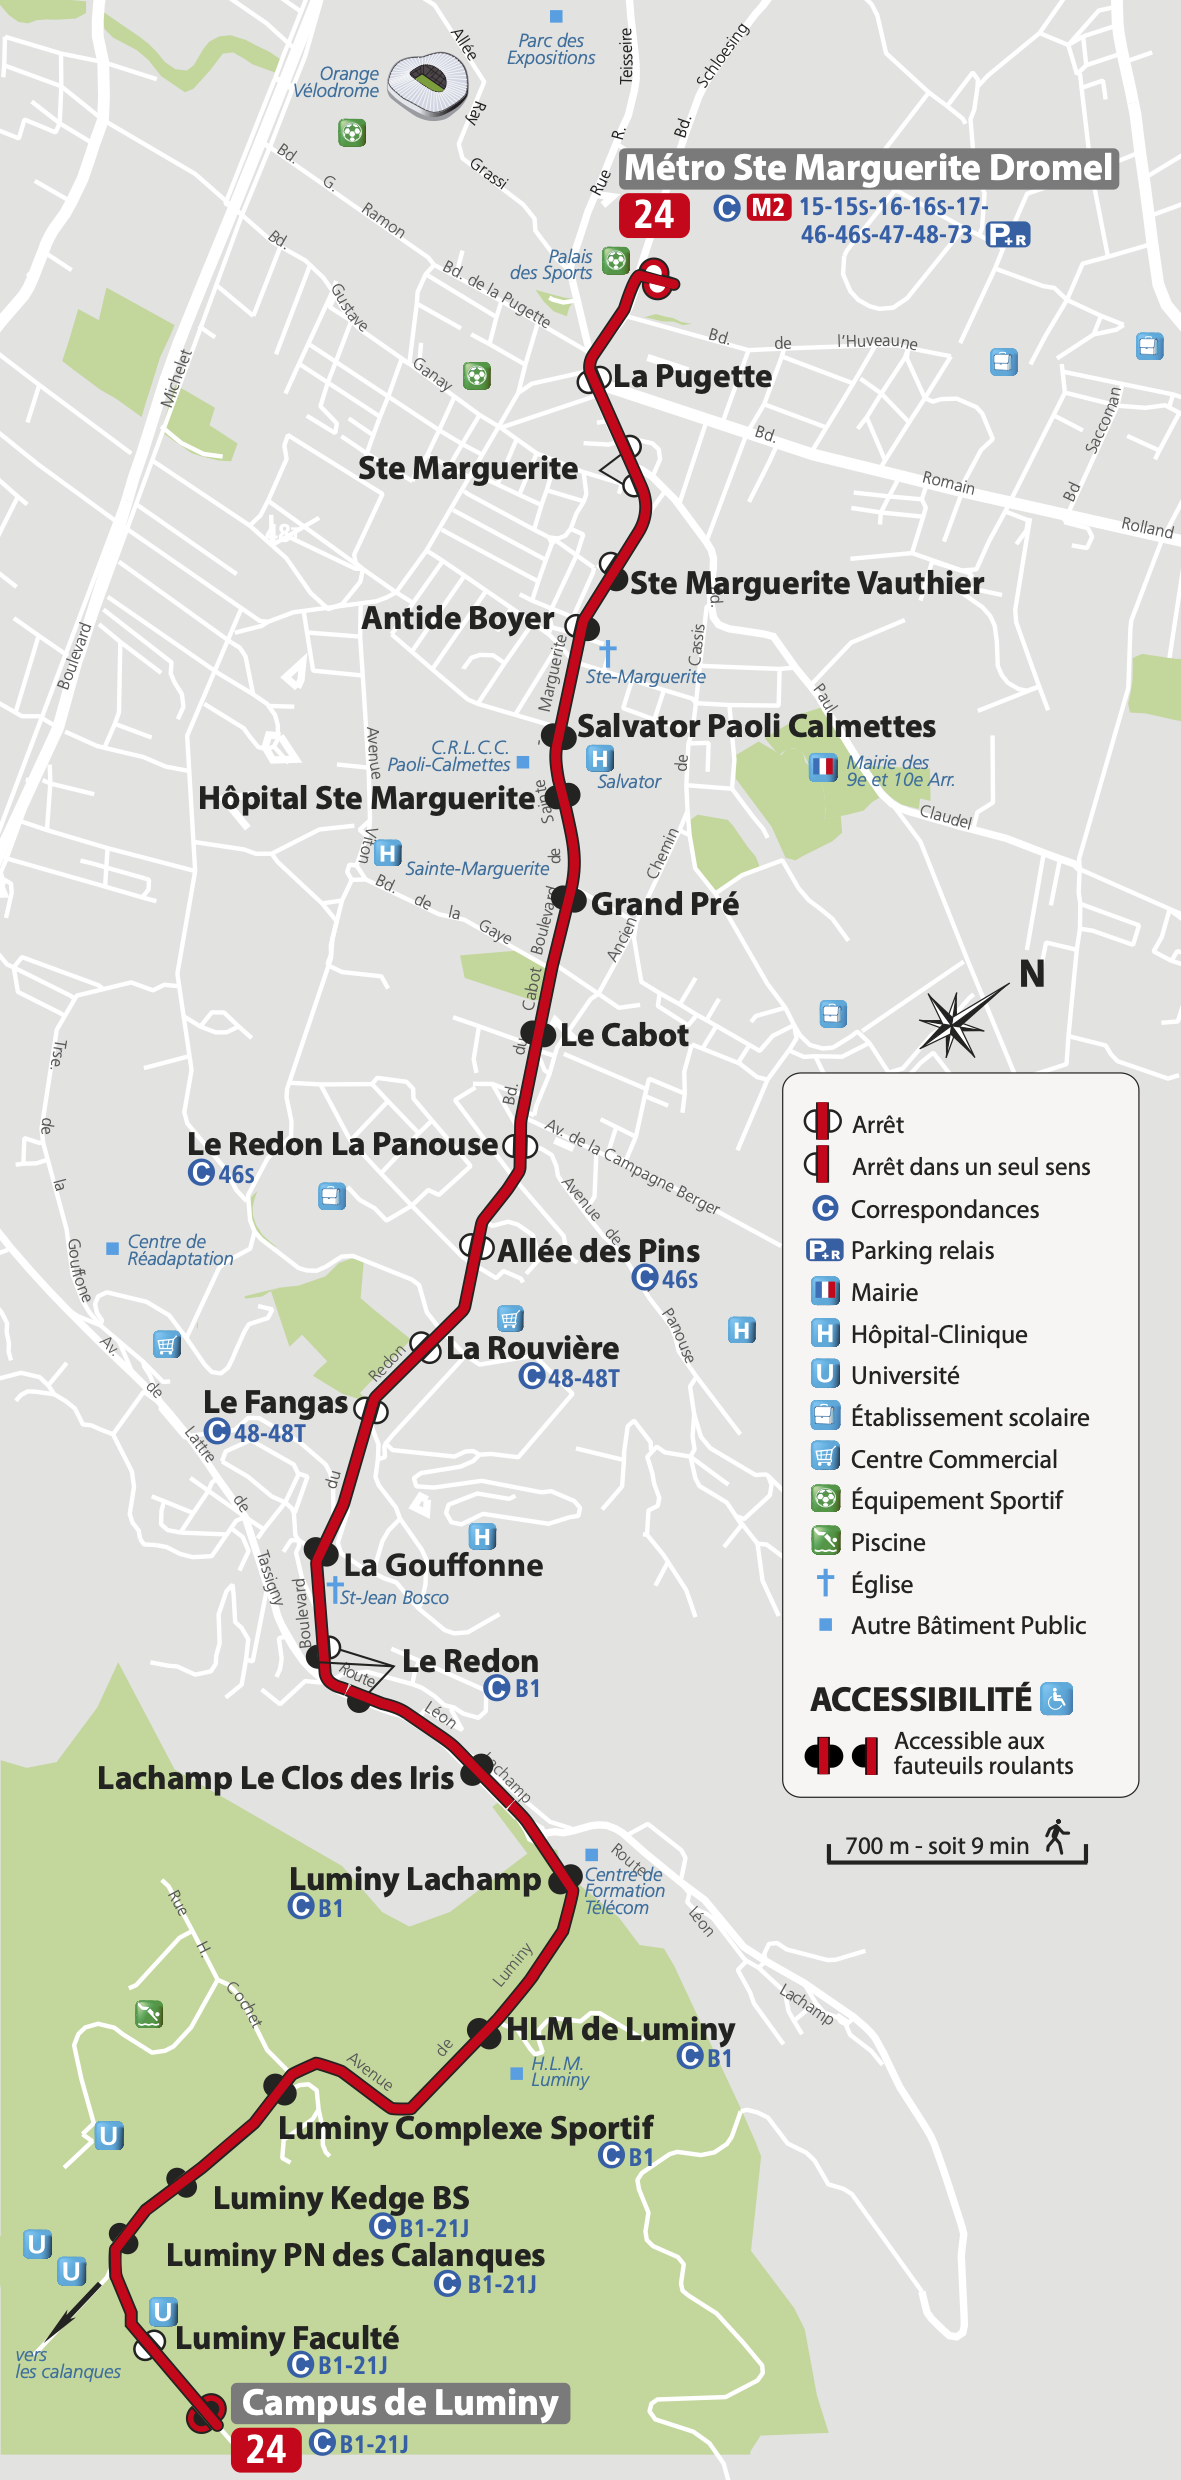 Parc des
Expositions
Allée
Ray
Grassi
Rue R. Teisseire
Bd. Schloesing
Orange
Vélodrome
Métro Ste Marguerite Dromel
24
C M2 15-15s-16-16s-17-
46-46s-47-48-73 P+R
Bd. G. Ramon
Bd. Gustave Ganay
Palais
des Sports
Bd. de la Pugette
Bd. de l'Huveaune
La Pugette
Boulevard Michelet
Bd. Romain Rolland
Bd Saccoman
Ste Marguerite
48T
Ste Marguerite Vauthier
Antide Boyer
Ste-Marguerite
Bd. Paul Claudel
Ancien Chemin de Cassis
Boulevard de Sainte - Marguerite
Salvator Paoli Calmettes
C.R.L.C.C.
Paoli-Calmettes
H
Salvator
Mairie des
9e et 10e Arr.
Hôpital Ste Marguerite
Avenue Viton
H
Sainte-Marguerite
Bd. de la Gaye
Grand Pré
N
Bd. du Cabot
Le Cabot
Trse. de la Gouffone
Av. de la Campagne Berger
Le Redon La Panouse
C 46s
Avenue de Panouse
Centre de
Réadaptation
Allée des Pins
C 46s
H
La Rouvière
C 48-48T
Le Fangas
C 48-48T
Av. de Lattre de Tassigny
Boulevard du Redon
H
La Gouffonne
St-Jean Bosco
Le Redon
C B1
Route Léon Lachamp
Lachamp Le Clos des Iris
Luminy Lachamp
C B1
Centre de
Formation
Télécom
Route Léon Lachamp
Rue H. Cochet
Avenue de Luminy
HLM de Luminy
C B1
H.L.M.
Luminy
Luminy Complexe Sportif
C B1
U
Luminy Kedge BS
C B1-21J
U
U
Luminy PN des Calanques
C B1-21J
vers
les calanques
U
Luminy Faculté
C B1-21J
Campus de Luminy
24
C B1-21J
Arrêt
Arrêt dans un seul sens
C Correspondances
P+R Parking relais
Mairie
H Hôpital-Clinique
U Université
Établissement scolaire
Centre Commercial
Équipement Sportif
Piscine
Église
Autre Bâtiment Public
ACCESSIBILITÉ
Accessible aux
fauteuils roulants
700 m - soit 9 min